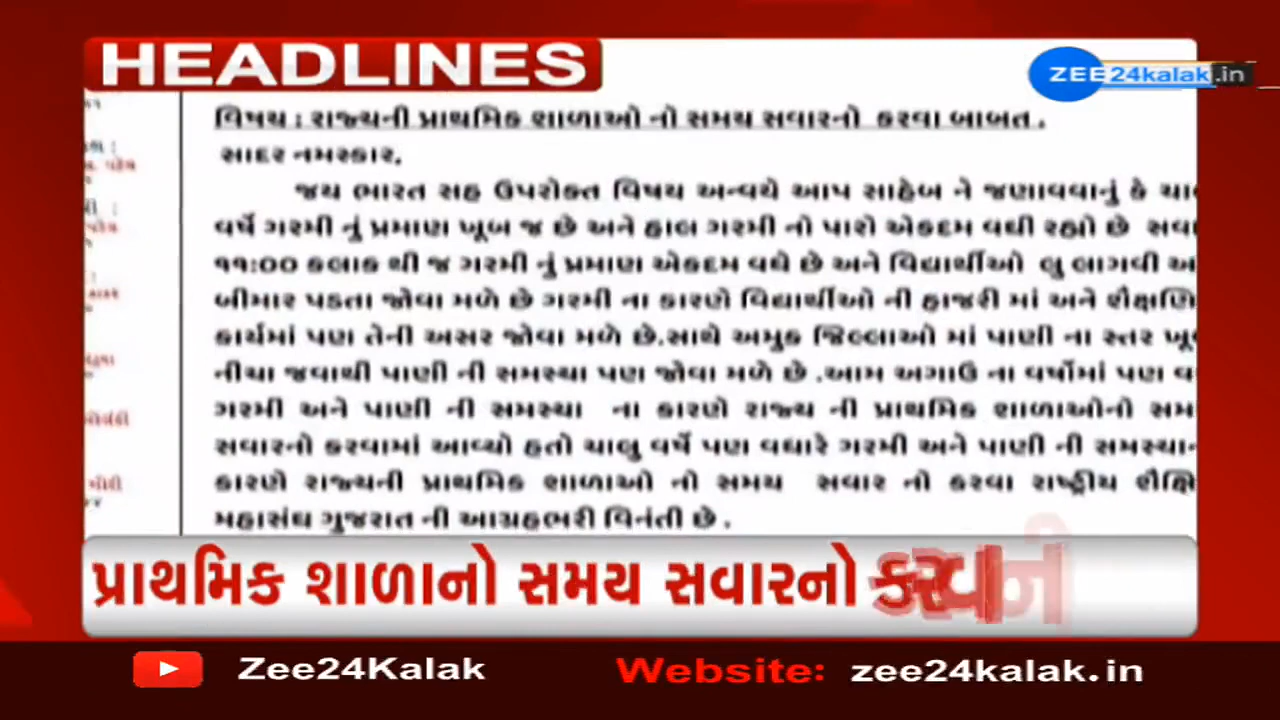 HEADLINES
ZEE24kalak.in
વિષય : રાજ્યની પ્રાથમિક શાળાઓ નો સમય સવારનો કરવા બાબત .
સાદર નમસ્કાર,
જય ભારત સહ ઉપરોક્ત વિષય અન્વયે આપ સાહેબ ને જણાવવાનું કે
વર્ષે ગરમી નું પ્રમાણ ખૂબ જ છે અને હાલ ગરમી નો પારો એકદમ વધી રહ્યો છે
૧૧:૦૦ કલાક થી જ ગરમી નું પ્રમાણ એકદમ વધે છે અને વિદ્યાર્થીઓ લુ લાગવી
બીમાર પડતા જોવા મળે છે ગરમી ના કારણે વિદ્યાર્થીઓ ની હાજરી માં અને
કાર્યમાં પણ તેની અસર જોવા મળે છે.સાથે અમુક જિલ્લાઓ માં પાણી ના સ્તર
નીચા જવાથી પાણી ની સમસ્યા પણ જોવા મળે છે .આમ અગાઉ ના વર્ષોમાં પણ
ગરમી અને પાણી ની સમસ્યા ના કારણે રાજ્ય ની પ્રાથમિક શાળાઓનો
સવારનો કરવામાં આવ્યો હતો ચાલુ વર્ષે પણ વધારે ગરમી અને પાણી ની
કારણે રાજ્યની પ્રાથમિક શાળાઓ નો સમય સવાર નો કરવા રાષ્ટ્રીય
મહાસંઘ ગુજરાત ની આગ્રહભરી વિનંતી છે .
પ્રાથમિક શાળાનો સમય સવારનો
Zee24Kalak
Website: zee24kalak.in